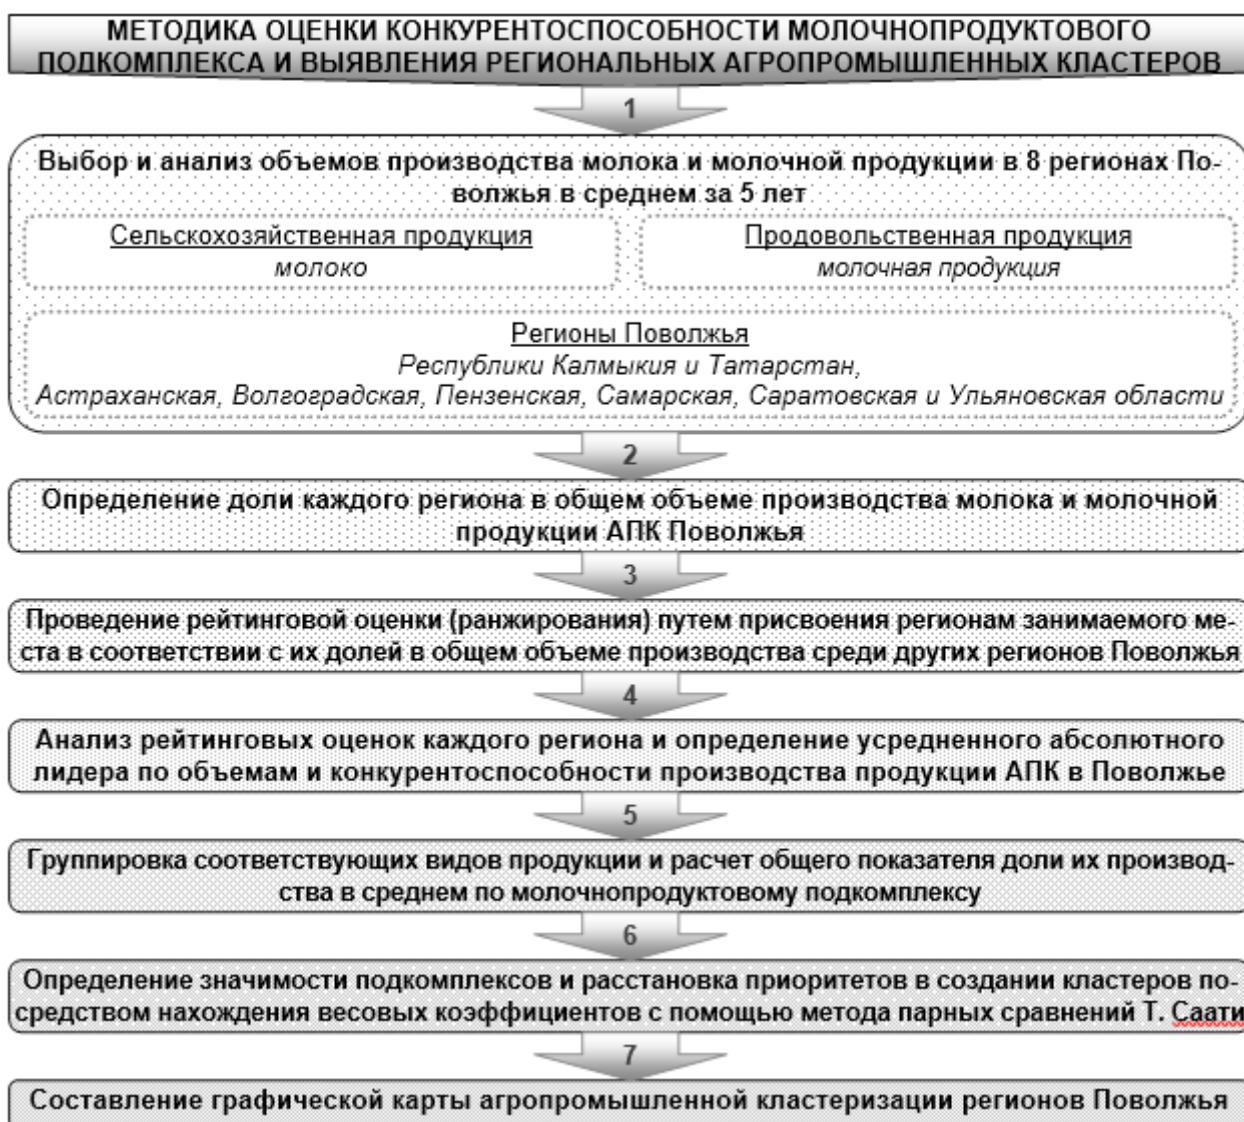 МЕТОДИКА ОЦЕНКИ КОНКУРЕНТОСПОСОБНОСТИ МОЛОЧНОПРОДУКТОВОГО
ПОДКОМПЛЕКСА И ВЫЯВЛЕНИЯ РЕГИОНАЛЬНЫХ АГРОПРОМЫШЛЕННЫХ КЛАСТЕРОВ
1
Выбор и анализ объемов производства молока и молочной продукции в 8 регионах По-
волжья в среднем за 5 лет
Сельскохозяйственная продукция
молоко
Продовольственная продукция
молочная продукция
Регионы Поволжья
Республики Калмыкия и Татарстан,
Астраханская, Волгоградская, Пензенская, Самарская, Саратовская и Ульяновская области
2
Определение доли каждого региона в общем объеме производства молока и молочной
продукции АПК Поволжья
3
Проведение рейтинговой оценки (ранжирования) путем присвоения регионам занимаемого ме-
ста в соответствии с их долей в общем объеме производства среди других регионов Поволжья
4
Анализ рейтинговых оценок каждого региона и определение усредненного абсолютного
лидера по объемам и конкурентоспособности производства продукции АПК в Поволжье
5
Группировка соответствующих видов продукции и расчет общего показателя доли их производ-
ства в среднем по молочнопродуктовому подкомплексу
6
Определение значимости подкомплексов и расстановка приоритетов в создании кластеров по-
средством нахождения весовых коэффициентов с помощью метода парных сравнений Т. Саати
7
Составление графической карты агропромышленной кластеризации регионов Поволжья